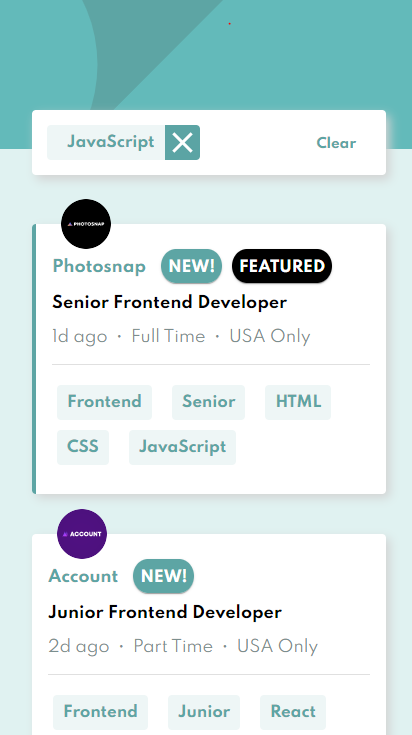 JavaScript Clear
PHOTOSNAP
Photosnap NEW! FEATURED
Senior Frontend Developer
1d ago · Full Time · USA Only
Frontend Senior HTML
CSS JavaScript
ACCOUNT
Account NEW!
Junior Frontend Developer
2d ago · Part Time · USA Only
Frontend Junior React